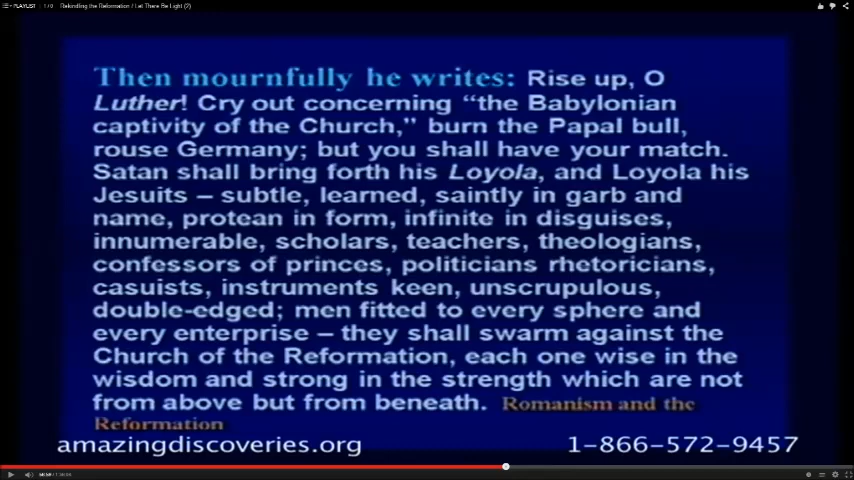 PLAYLIST 1/0 Rekindling the Reformation / Let There Be Light (2)
Then mournfully he writes: Rise up, O
Luther! Cry out concerning “the Babylonian
captivity of the Church,” burn the Papal bull,
rouse Germany; but you shall have your match.
Satan shall bring forth his Loyola, and Loyola his
Jesuits – subtle, learned, saintly in garb and
name, protean in form, infinite in disguises,
innumerable, scholars, teachers, theologians,
confessors of princes, politicians rhetoricians,
casuists, instruments keen, unscrupulous,
double-edged; men fitted to every sphere and
every enterprise – they shall swarm against the
Church of the Reformation, each one wise in the
wisdom and strong in the strength which are not
from above but from beneath. Romanism and the
Reformation
amazingdiscoveries.org 1-866-572-9457